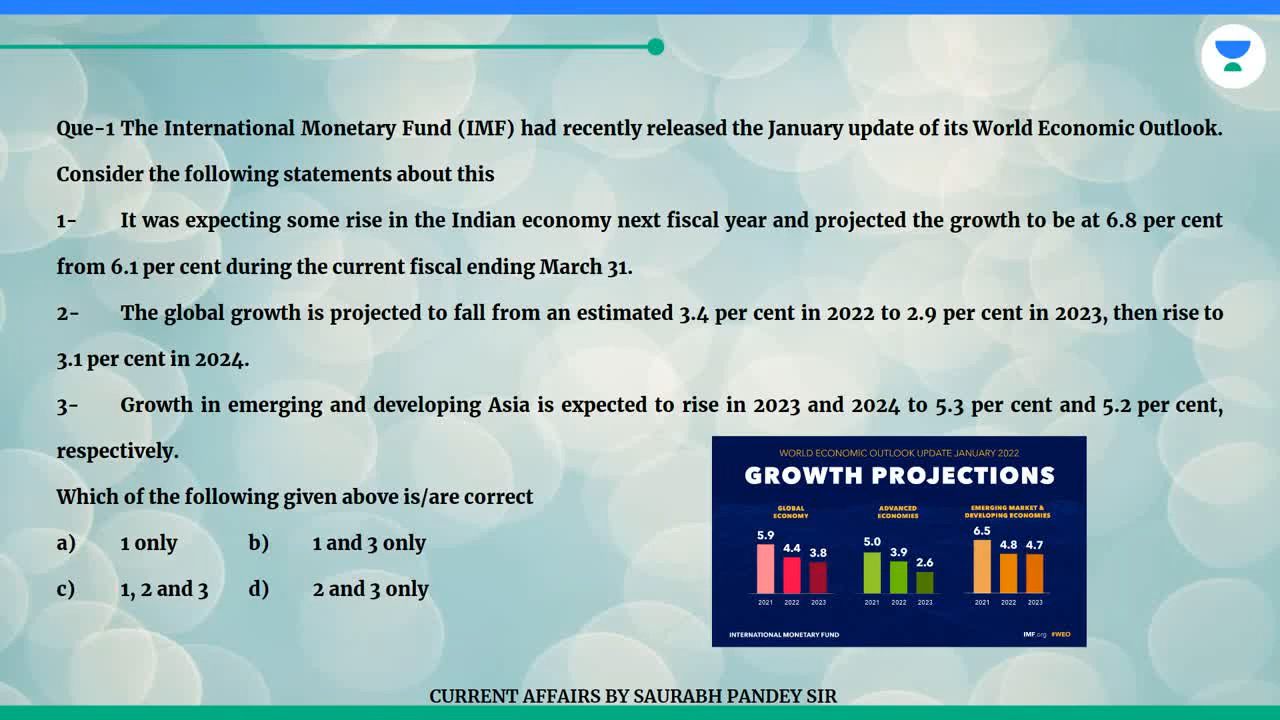 Que-1 The International Monetary Fund (IMF) had recently released the January update of its World Economic Outlook.
Consider the following statements about this
1- It was expecting some rise in the Indian economy next fiscal year and projected the growth to be at 6.8 per cent
from 6.1 per cent during the current fiscal ending March 31.
2- The global growth is projected to fall from an estimated 3.4 per cent in 2022 to 2.9 per cent in 2023, then rise to
3.1 per cent in 2024.
3- Growth in emerging and developing Asia is expected to rise in 2023 and 2024 to 5.3 per cent and 5.2 per cent,
respectively.
Which of the following given above is/are correct
a) 1 only b) 1 and 3 only
c) 1, 2 and 3 d) 2 and 3 only
WORLD ECONOMIC OUTLOOK UPDATE JANUARY 2022
GROWTH PROJECTIONS
GLOBAL
ECONOMY
5.9 4.4 3.8
2021 2022 2023
ADVANCED
ECONOMIES
5.0 3.9 2.6
2021 2022 2023
EMERGING MARKET &
DEVELOPING ECONOMIES
6.5 4.8 4.7
2021 2022 2023
INTERNATIONAL MONETARY FUND
IMF.org #WEO
CURRENT AFFAIRS BY SAURABH PANDEY SIR